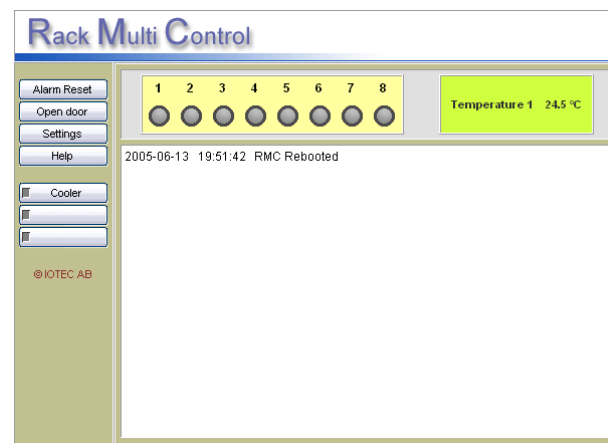 Rack Multi Control
Alarm Reset
Open door
Settings
Help
Cooler
© IOTEC AB
1 2 3 4 5 6 7 8
Temperature 1 24.5 °C
2005-06-13 19:51:42 RMC Rebooted